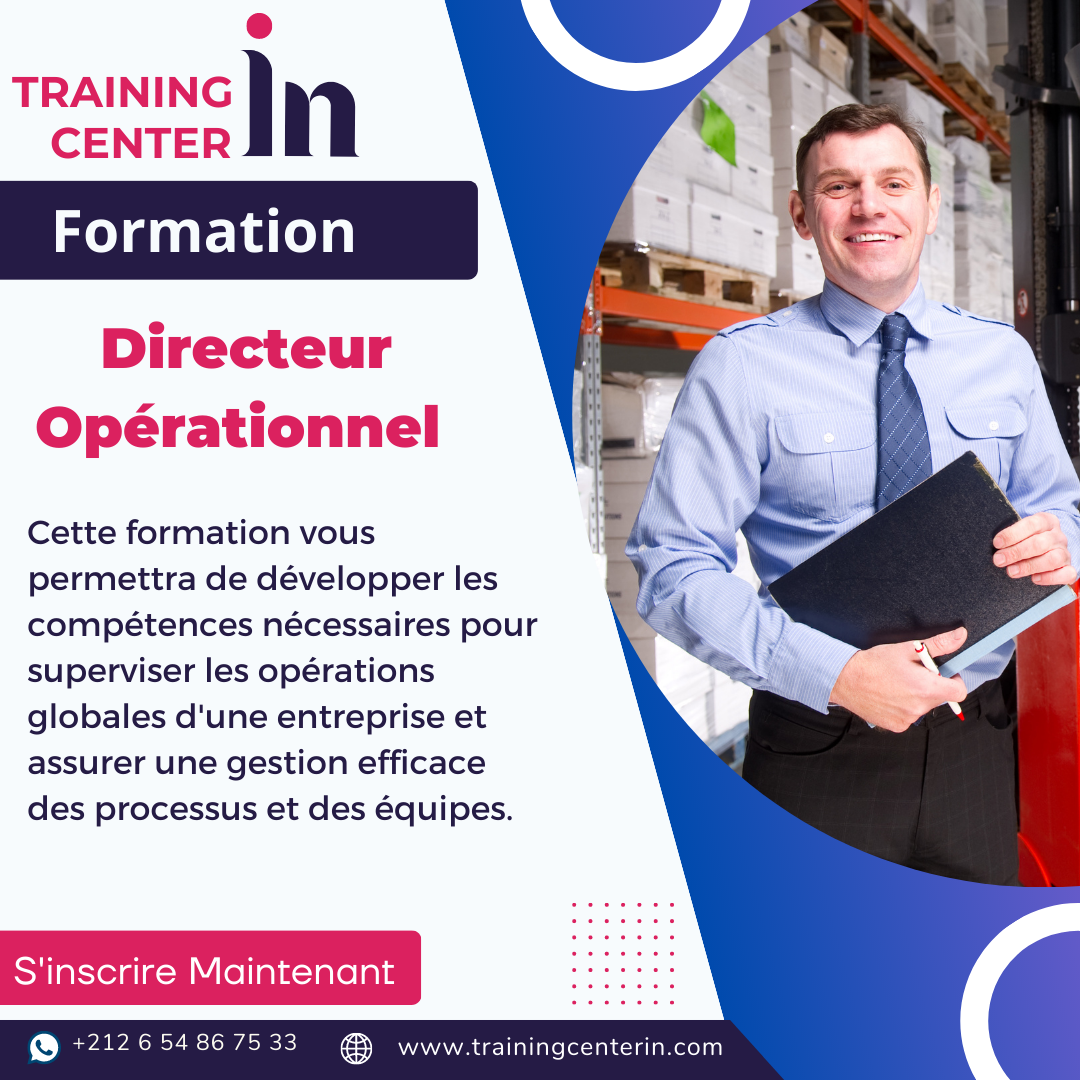 TRAINING
CENTER
in
Formation
Directeur
Opérationnel
Cette formation vous
permettra de développer les
compétences nécessaires pour
superviser les opérations
globales d'une entreprise et
assurer une gestion efficace
des processus et des équipes.
S'inscrire Maintenant
+212 6 54 86 75 33
www.trainingcenterin.com